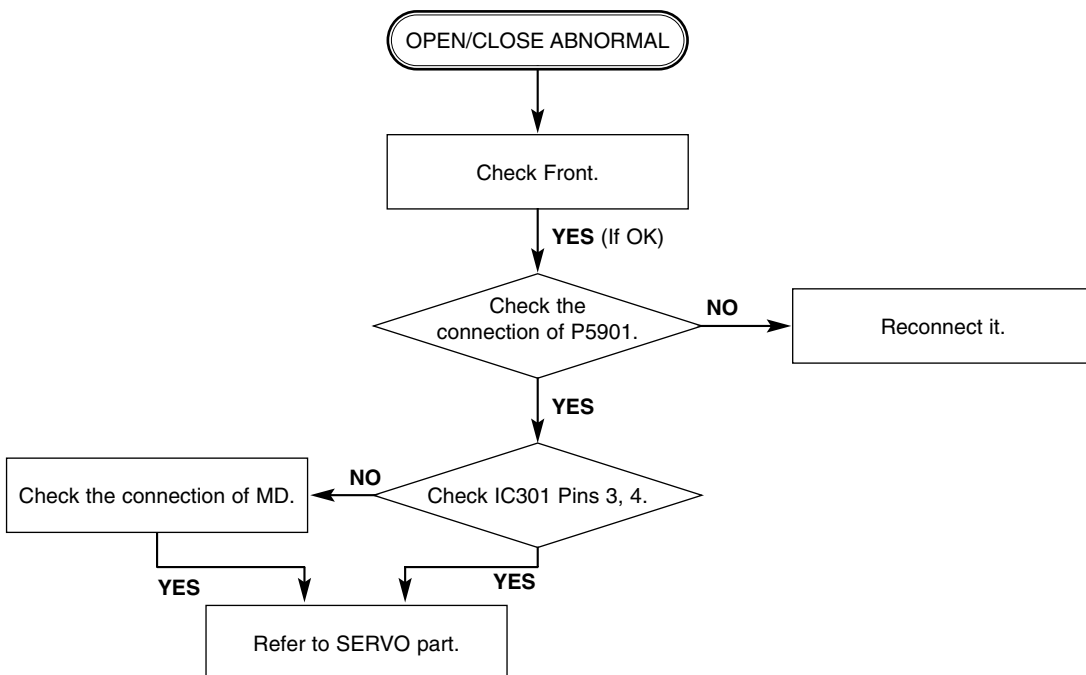 OPEN/CLOSE ABNORMAL
Check Front.
YES (If OK)
Check the
connection of P5901.
NO
Reconnect it.
YES
Check IC301 Pins 3, 4.
NO
Check the connection of MD.
YES
YES
Refer to SERVO part.